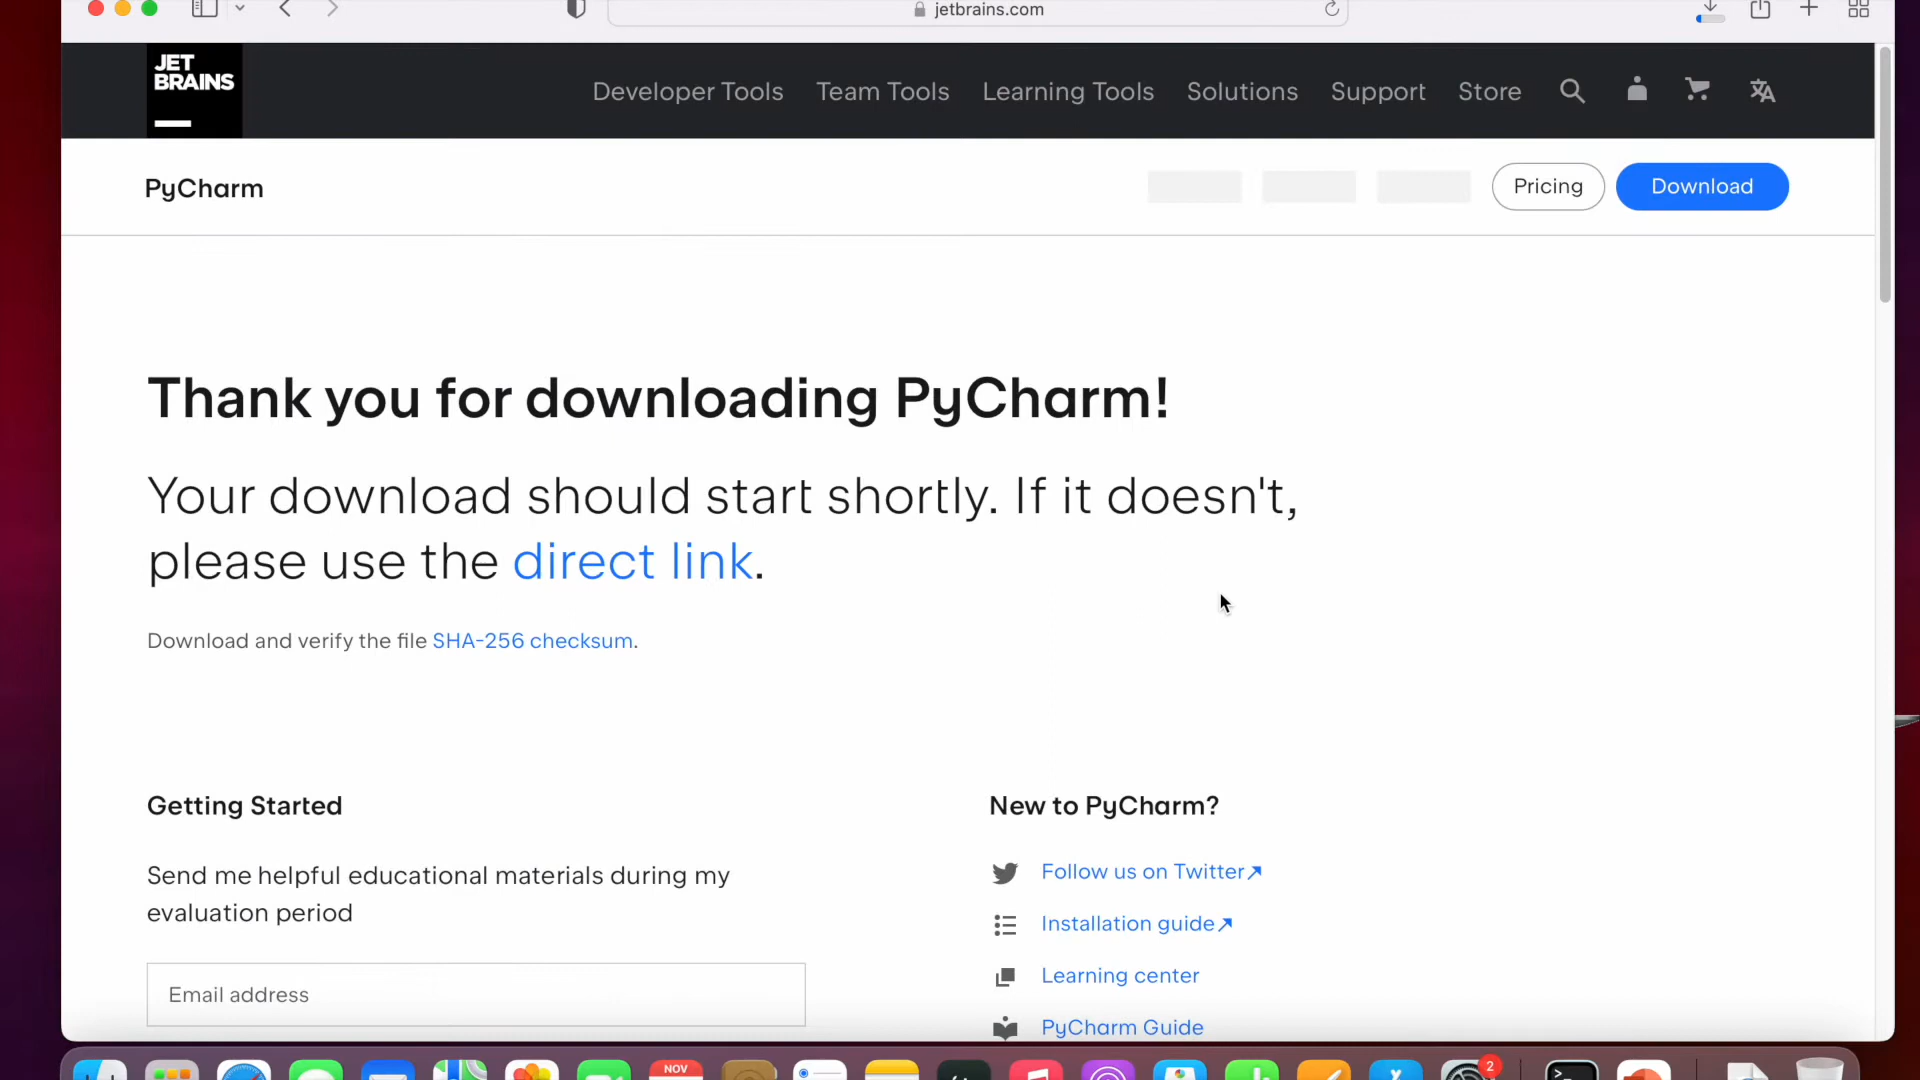 jetbrains.com
JET
BRAINS
Developer Tools
Team Tools
Learning Tools
Solutions
Support
Store
PyCharm
Pricing
Download
Thank you for downloading PyCharm!
Your download should start shortly. If it doesn't,
please use the direct link.
Download and verify the file SHA-256 checksum.
Getting Started
Send me helpful educational materials during my
evaluation period
Email address
New to PyCharm?
Follow us on Twitter↗
Installation guide↗
Learning center
PyCharm Guide
NOV
2